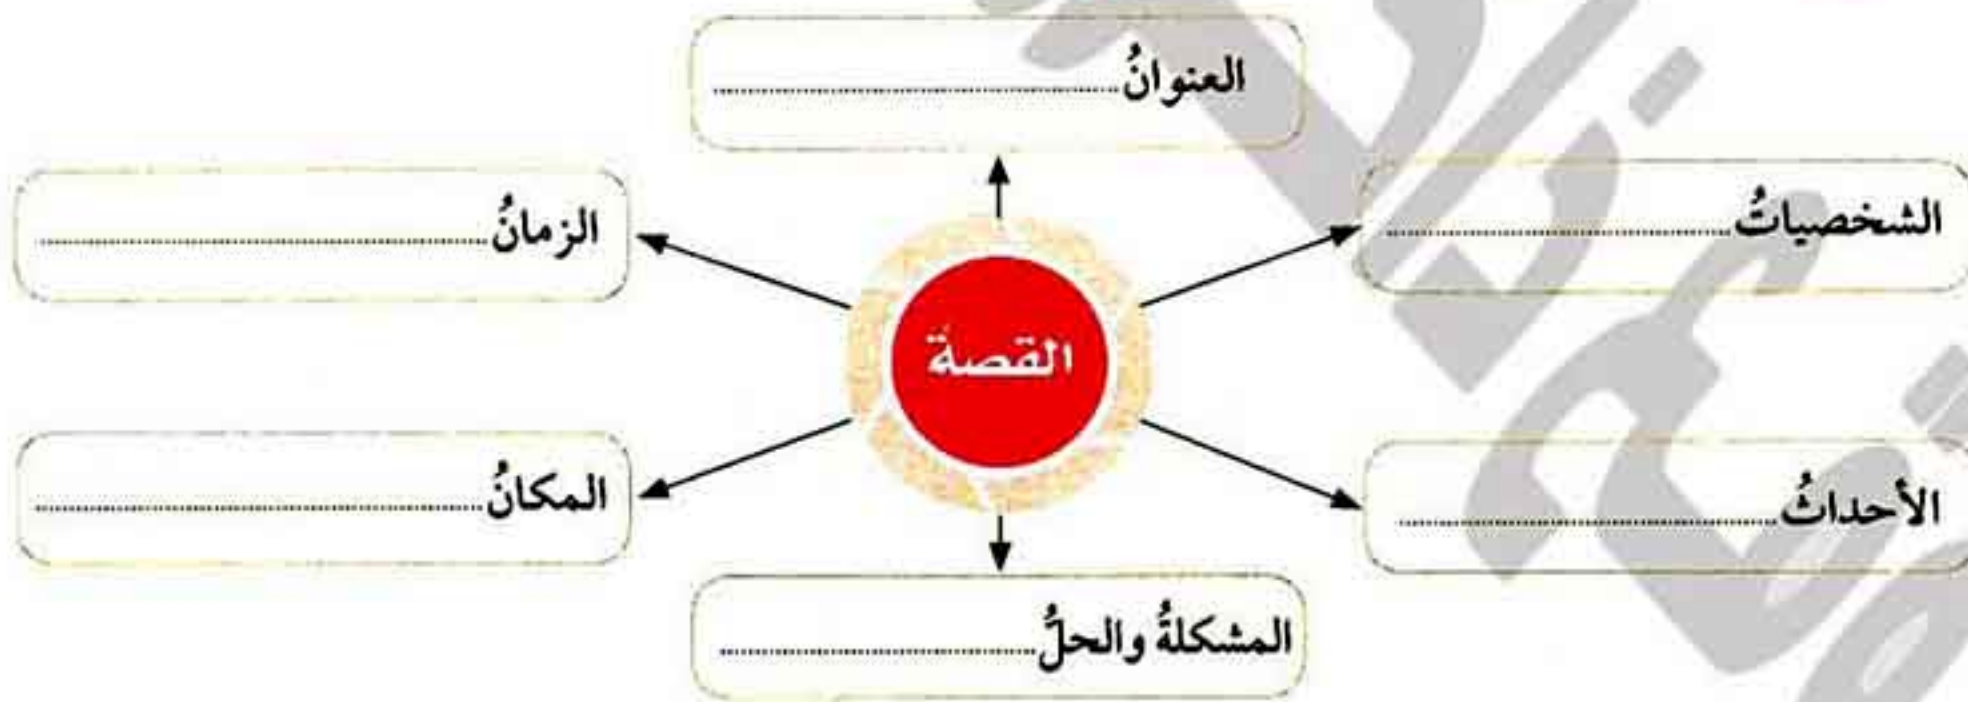 العنوانُ
الشخصياتُ
الزمانُ
القصة
الأحداثُ
المكانُ
المشكلةُ والحلُّ